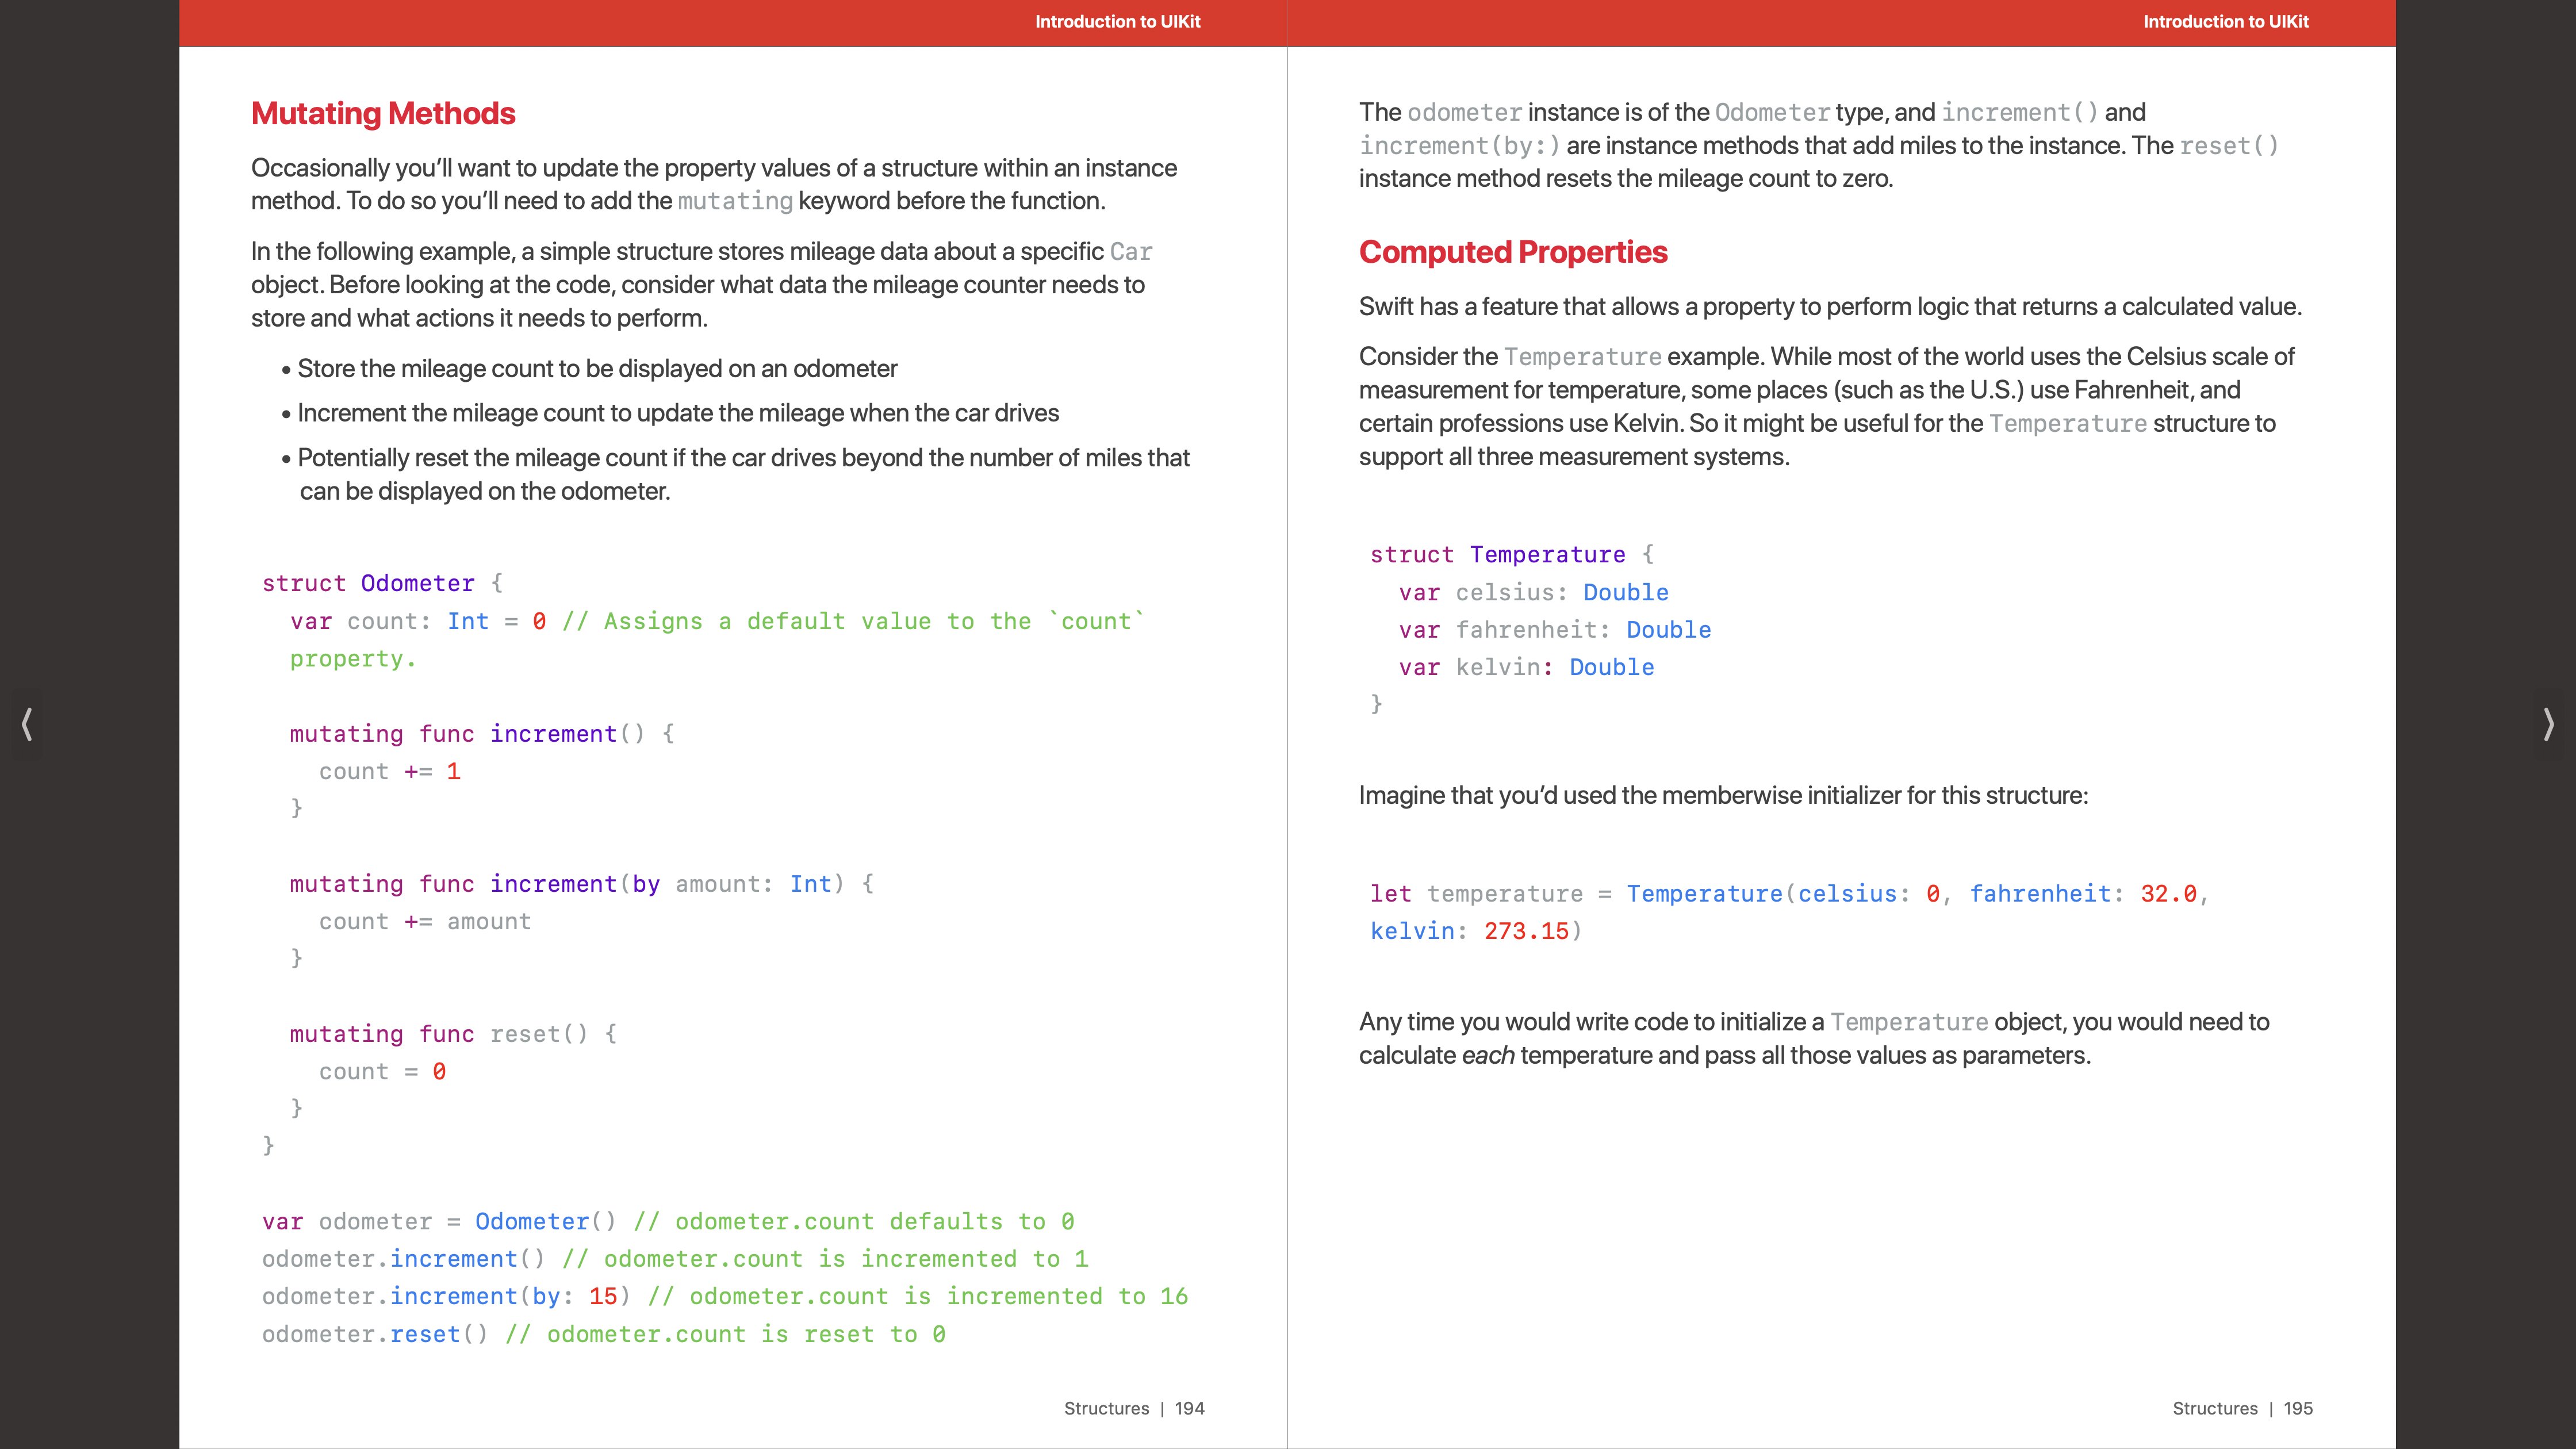 Introduction to UIKit
Mutating Methods
Occasionally you’ll want to update the property values of a structure within an instance
method. To do so you’ll need to add the mutating keyword before the function.
In the following example, a simple structure stores mileage data about a specific Car
object. Before looking at the code, consider what data the mileage counter needs to
store and what actions it needs to perform.
• Store the mileage count to be displayed on an odometer
• Increment the mileage count to update the mileage when the car drives
• Potentially reset the mileage count if the car drives beyond the number of miles that
can be displayed on the odometer.
struct Odometer {
  var count: Int = 0 // Assigns a default value to the `count`
  property.
  mutating func increment() {
    count += 1
  }
  mutating func increment(by amount: Int) {
    count += amount
  }
  mutating func reset() {
    count = 0
  }
}
var odometer = Odometer() // odometer.count defaults to 0
odometer.increment() // odometer.count is incremented to 1
odometer.increment(by: 15) // odometer.count is incremented to 16
odometer.reset() // odometer.count is reset to 0
Structures | 194
Introduction to UIKit
The odometer instance is of the Odometer type, and increment() and
increment(by:) are instance methods that add miles to the instance. The reset()
instance method resets the mileage count to zero.
Computed Properties
Swift has a feature that allows a property to perform logic that returns a calculated value.
Consider the Temperature example. While most of the world uses the Celsius scale of
measurement for temperature, some places (such as the U.S.) use Fahrenheit, and
certain professions use Kelvin. So it might be useful for the Temperature structure to
support all three measurement systems.
struct Temperature {
  var celsius: Double
  var fahrenheit: Double
  var kelvin: Double
}
Imagine that you’d used the memberwise initializer for this structure:
let temperature = Temperature(celsius: 0, fahrenheit: 32.0,
kelvin: 273.15)
Any time you would write code to initialize a Temperature object, you would need to
calculate each temperature and pass all those values as parameters.
Structures | 195